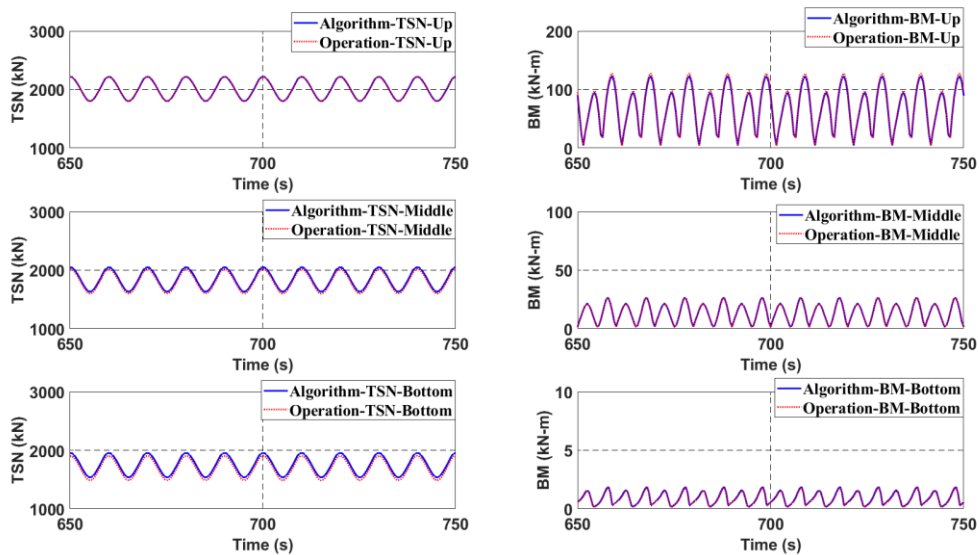 Algorithm-TSN-Up
Operation-TSN-Up
3000
2000
1000
TSN (kN)
650
700
750
Time (s)
Algorithm-BM-Up
Operation-BM-Up
200
100
0
BM (kN-m)
650
700
750
Time (s)
Algorithm-TSN-Middle
Operation-TSN-Middle
3000
2000
1000
TSN (kN)
650
700
750
Time (s)
Algorithm-BM-Middle
Operation-BM-Middle
100
50
0
BM (kN-m)
650
700
750
Time (s)
Algorithm-TSN-Bottom
Operation-TSN-Bottom
3000
2000
1000
TSN (kN)
650
700
750
Time (s)
Algorithm-BM-Bottom
Operation-BM-Bottom
10
5
0
BM (kN-m)
650
700
750
Time (s)